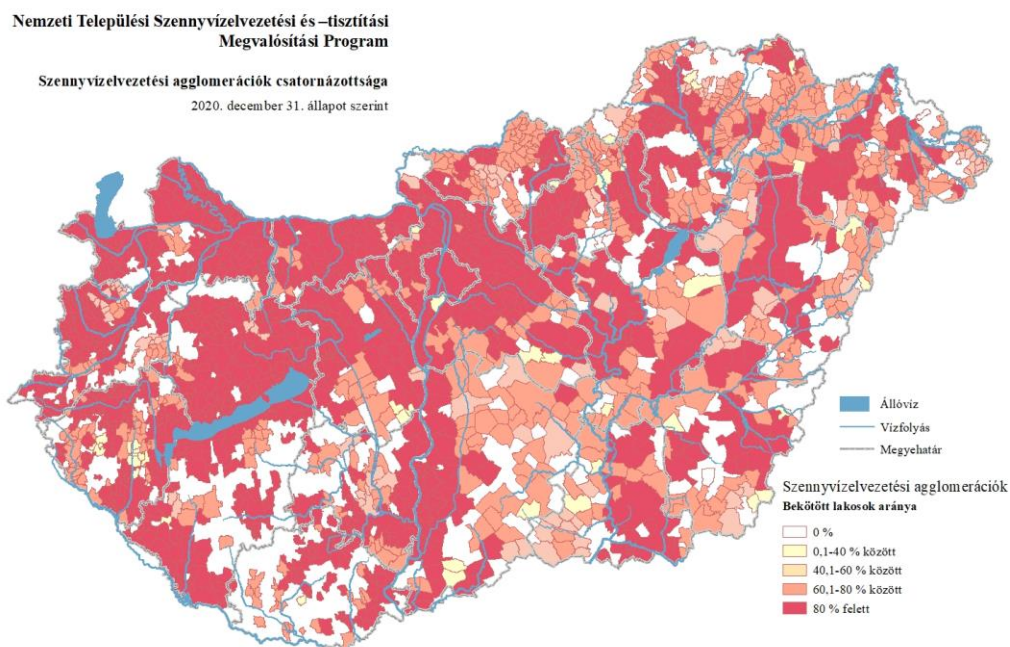 Nemzeti Települési Szennyvízelvezetési és –tisztítási
Megvalósítási Program
Szennyvízelvezetési agglomerációk csatornázottsága
2020. december 31. állapot szerint
Állóvíz
Vízfolyás
Megyehatár
Szennyvízelvezetési agglomerációk
Bekötött lakosok aránya
0 %
0,1-40 % között
40,1-60 % között
60,1-80 % között
80 % felett